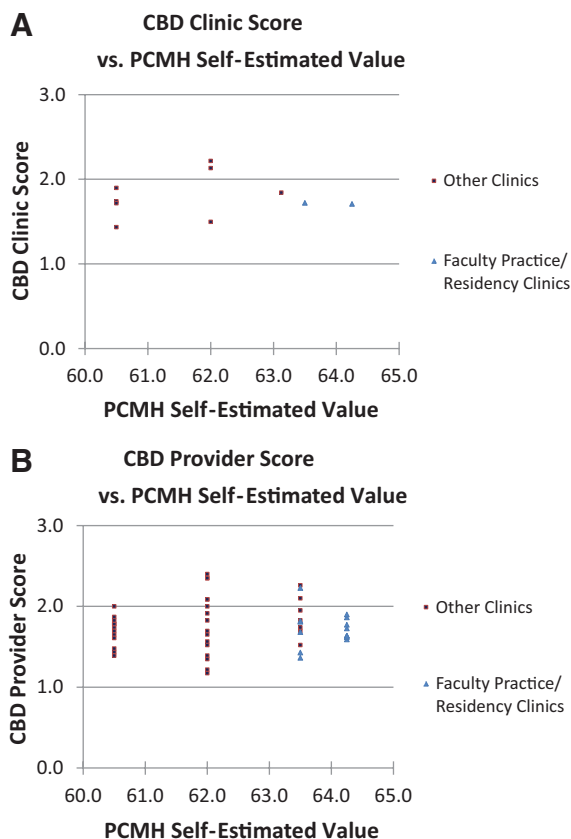 A
CBD Clinic Score
vs. PCMH Self-Estimated Value
3.0
2.0
1.0
0.0
60.0 61.0 62.0 63.0 64.0 65.0
CBD Clinic Score
PCMH Self-Estimated Value
Other Clinics
Faculty Practice/
Residency Clinics
B
CBD Provider Score
vs. PCMH Self-Estimated Value
3.0
2.0
1.0
0.0
60.0 61.0 62.0 63.0 64.0 65.0
CBD Provider Score
PCMH Self-Estimated Value
Other Clinics
Faculty Practice/
Residency Clinics